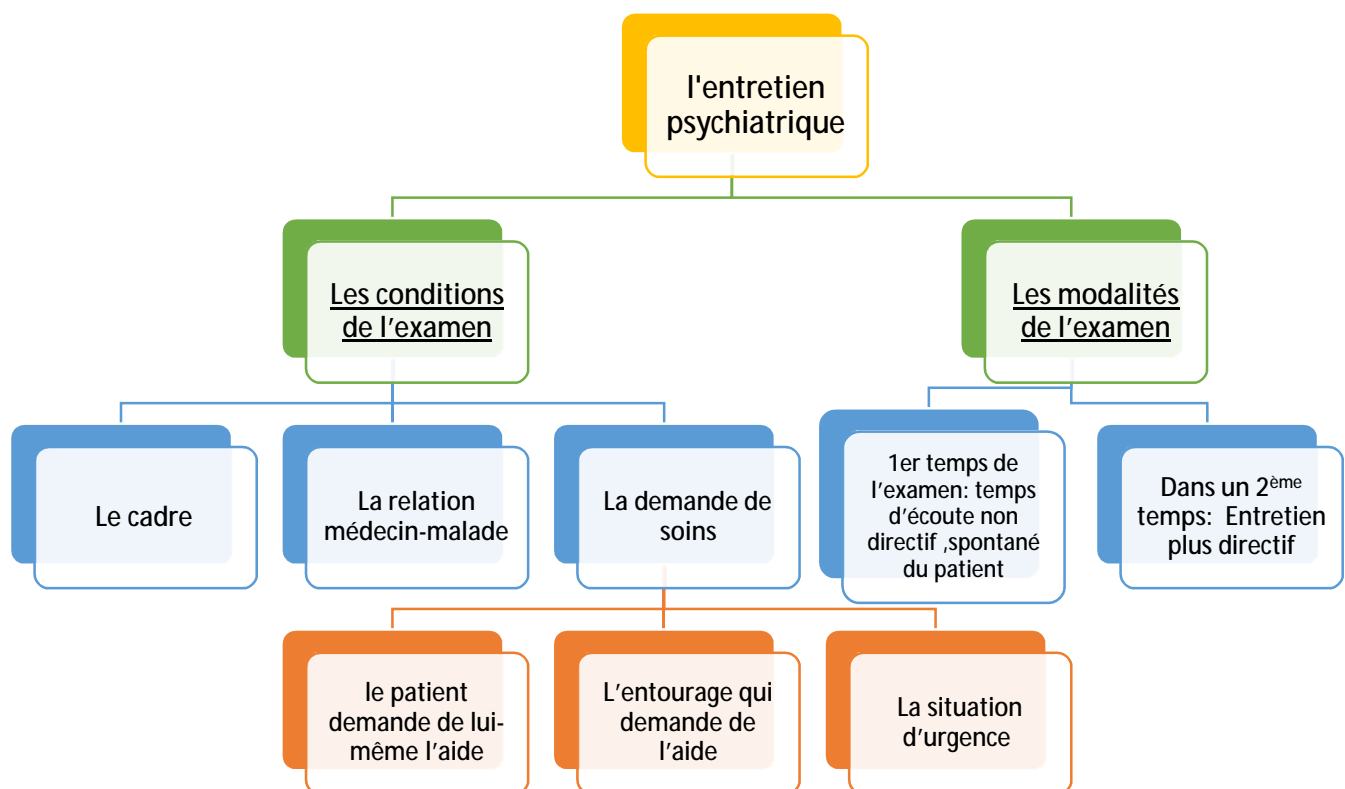 l'entretien
psychiatrique
Les conditions
de l’examen
Les modalités
de l’examen
Le cadre
La relation
médecin-malade
La demande de
soins
1er temps de
l’examen: temps
d’écoute non
directif ,spontané
du patient
Dans un 2ème
temps: Entretien
plus directif
le patient
demande de lui-
même l’aide
L’entourage qui
demande de
l’aide
La situation
d’urgence